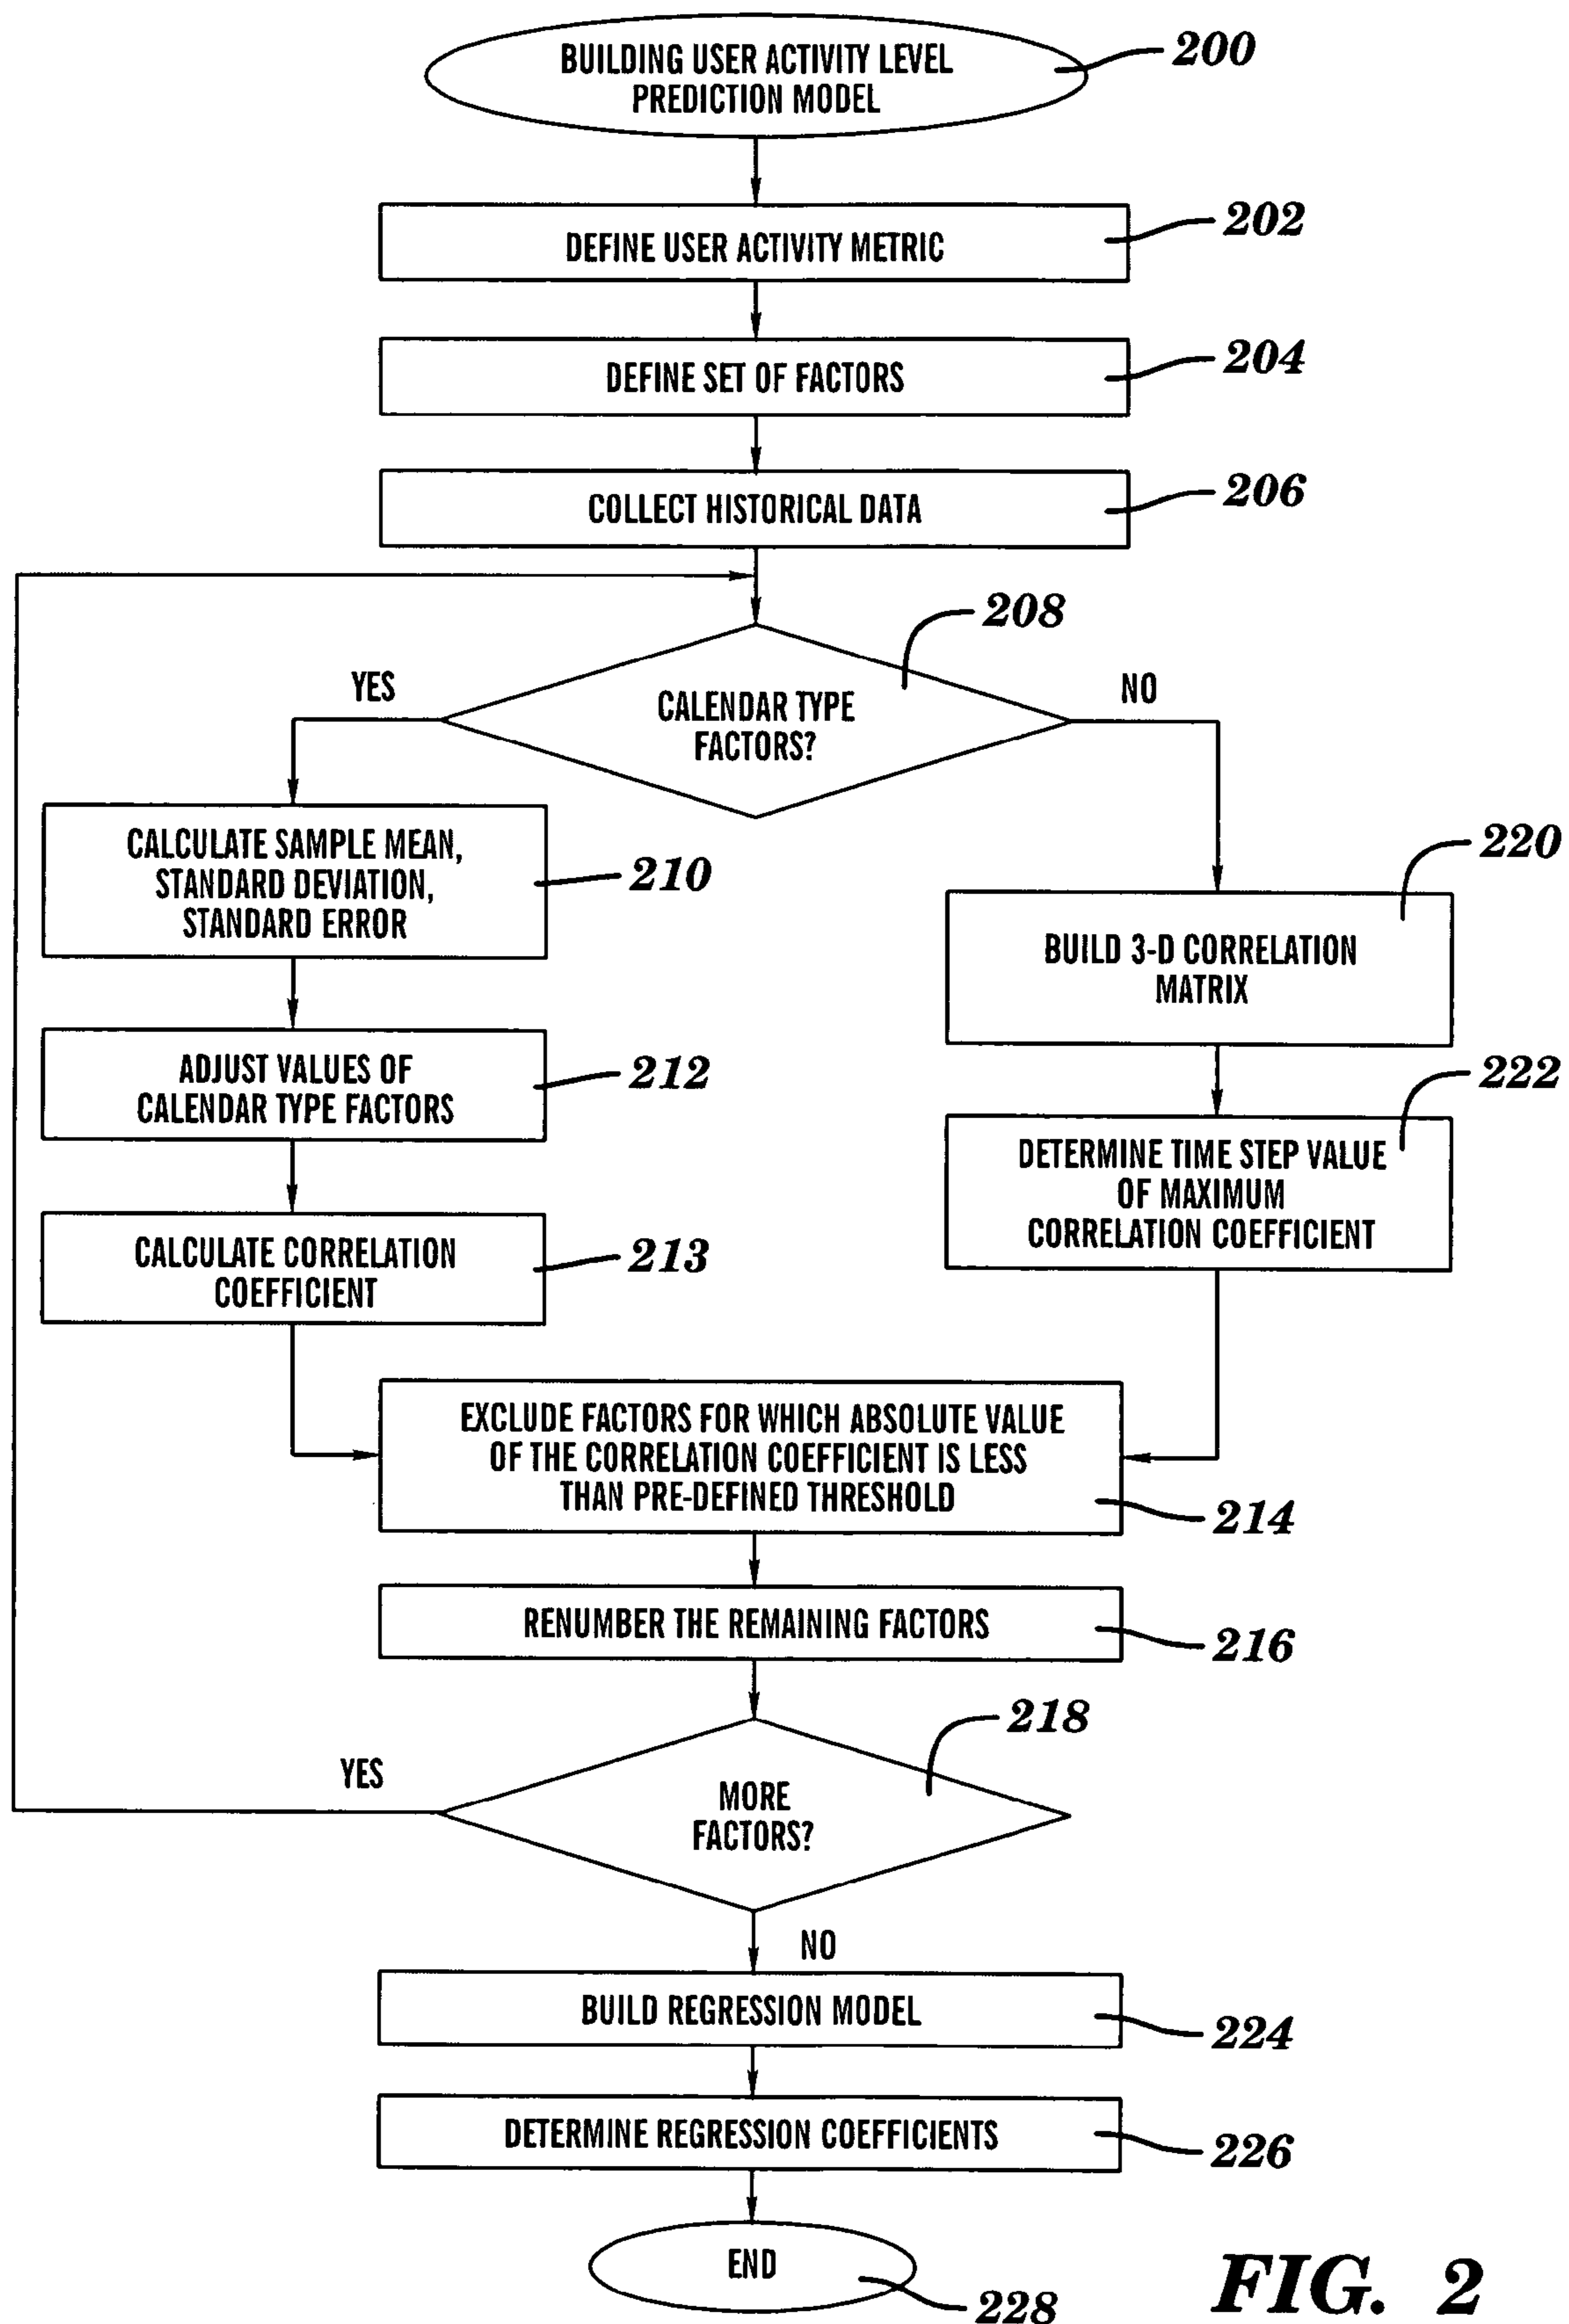 BUILDING USER ACTIVITY LEVEL
PREDICTION MODEL
200
DEFINE USER ACTIVITY METRIC
202
DEFINE SET OF FACTORS
204
COLLECT HISTORICAL DATA
206
208
YES
CALENDAR TYPE
FACTORS?
NO
CALCULATE SAMPLE MEAN,
STANDARD DEVIATION,
STANDARD ERROR
210
ADJUST VALUES OF
CALENDAR TYPE FACTORS
212
CALCULATE CORRELATION
COEFFICIENT
213
220
BUILD 3-D CORRELATION
MATRIX
222
DETERMINE TIME STEP VALUE
OF MAXIMUM
CORRELATION COEFFICIENT
EXCLUDE FACTORS FOR WHICH ABSOLUTE VALUE
OF THE CORRELATION COEFFICIENT IS LESS
THAN PRE-DEFINED THRESHOLD
214
RENUMBER THE REMAINING FACTORS
216
218
YES
MORE
FACTORS?
NO
BUILD REGRESSION MODEL
224
DETERMINE REGRESSION COEFFICIENTS
226
END
228
FIG. 2